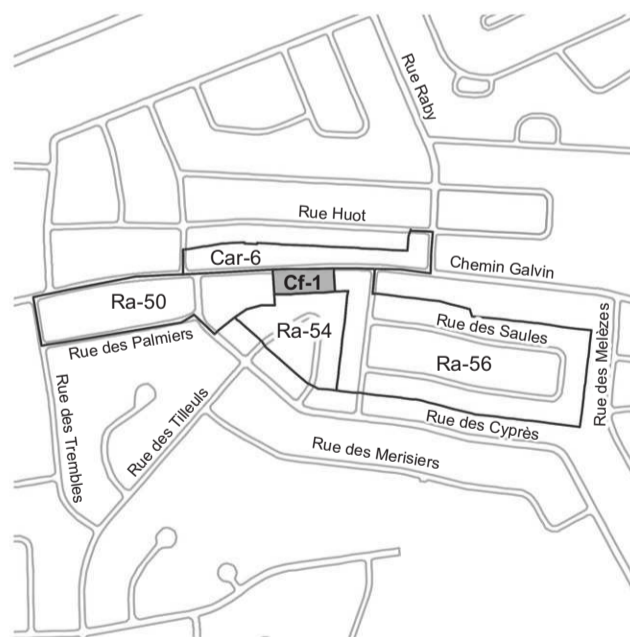 Rue Raby
Rue Huot
Car-6
Chemin Galvin
Cf-1
Ra-50
Ra-54
Rue des Saules
Rue des Palmiers
Ra-56
Rue des Melèzes
Rue des Trembles
Rue des Tilleuls
Rue des Cyprès
Rue des Merisiers